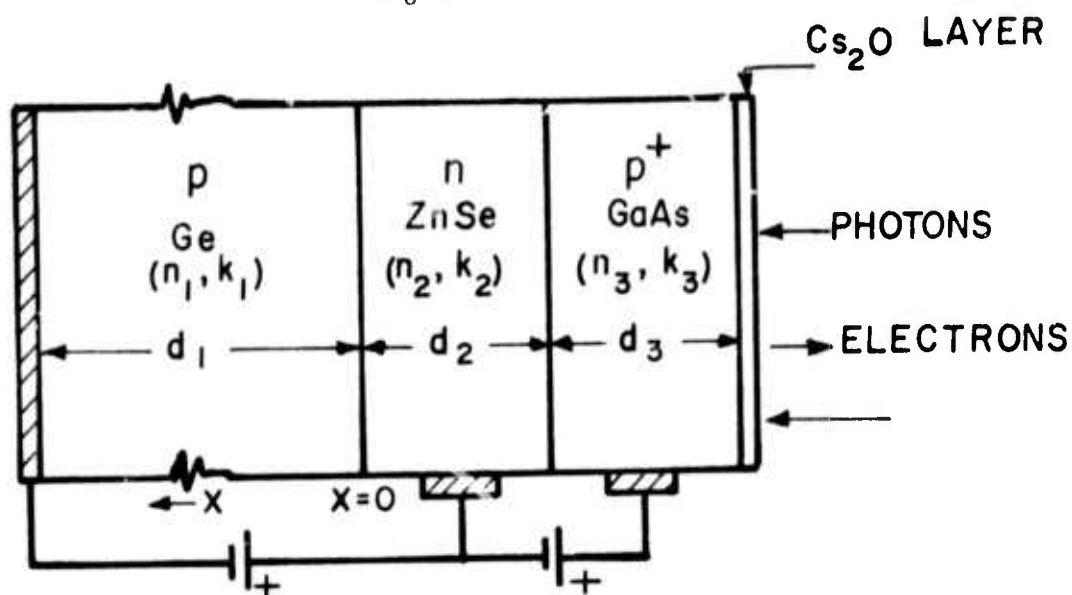 Cs₂O LAYER
p
Ge
(n₁, k₁)
d₁
n
ZnSe
(n₂, k₂)
d₂
p⁺
GaAs
(n₃, k₃)
d₃
PHOTONS
ELECTRONS
x
x=0
+
+